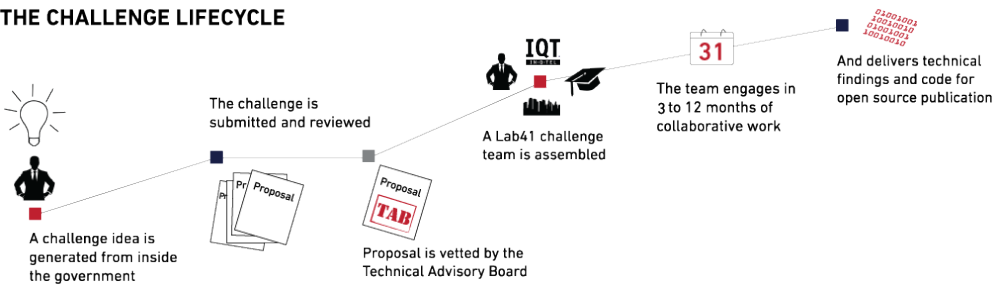 THE CHALLENGE LIFECYCLE
A challenge idea is
generated from inside
the government
The challenge is
submitted and reviewed
Pr
Pr
Proposal
Proposal
TAB
Proposal is vetted by the
Technical Advisory Board
IQT
IN-Q-TEL
A Lab41 challenge
team is assembled
31
The team engages in
3 to 12 months of
collaborative work
01001001
10010010
01001001
10010010
And delivers technical
findings and code for
open source publication